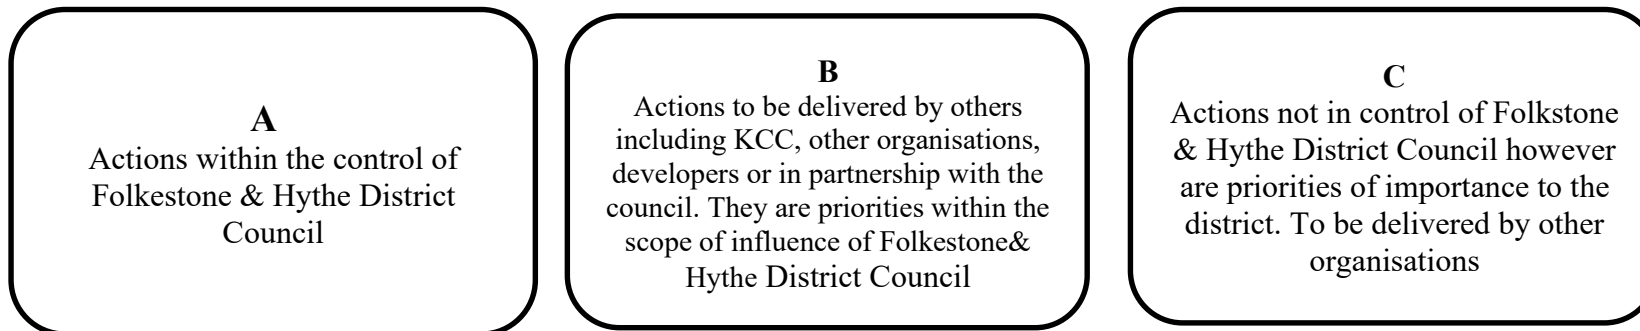 A
Actions within the control of
Folkestone & Hythe District
Council
B
Actions to be delivered by others
including KCC, other organisations,
developers or in partnership with the
council. They are priorities within the
scope of influence of Folkestone&
Hythe District Council
C
Actions not in control of Folkstone
& Hythe District Council however
are priorities of importance to the
district. To be delivered by other
organisations